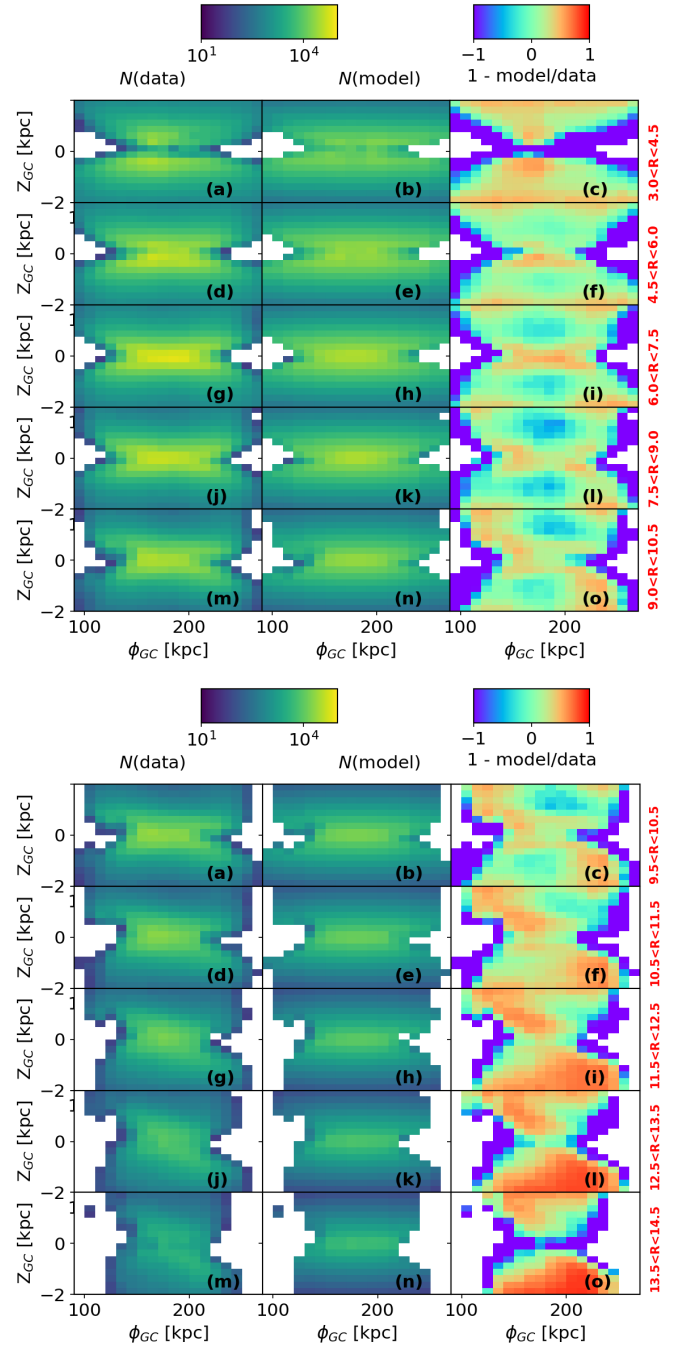 10^1 10^4 −1 0 1
N(data) N(model) 1 - model/data
Z_GC [kpc] 0 −2 (a) (b) (c) 3.0<R<4.5
Z_GC [kpc] 0 −2 (d) (e) (f) 4.5<R<6.0
Z_GC [kpc] 0 −2 (g) (h) (i) 6.0<R<7.5
Z_GC [kpc] 0 −2 (j) (k) (l) 7.5<R<9.0
Z_GC [kpc] 0 −2 (m) (n) (o) 9.0<R<10.5
100 200 100 200 100 200
ϕ_GC [kpc] ϕ_GC [kpc] ϕ_GC [kpc]
10^1 10^4 −1 0 1
N(data) N(model) 1 - model/data
Z_GC [kpc] 0 −2 (a) (b) (c) 9.5<R<10.5
Z_GC [kpc] 0 −2 (d) (e) (f) 10.5<R<11.5
Z_GC [kpc] 0 −2 (g) (h) (i) 11.5<R<12.5
Z_GC [kpc] 0 −2 (j) (k) (l) 12.5<R<13.5
Z_GC [kpc] 0 −2 (m) (n) (o) 13.5<R<14.5
100 200 100 200 100 200
ϕ_GC [kpc] ϕ_GC [kpc] ϕ_GC [kpc]